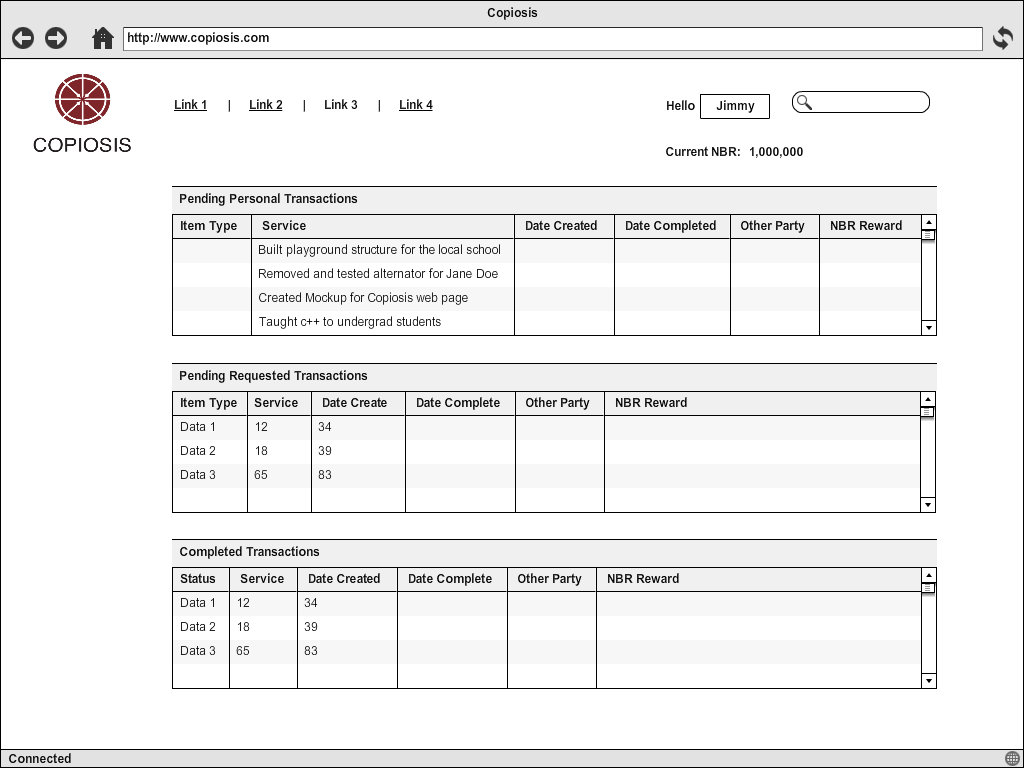 Copiosis
http://www.copiosis.com
Link 1 | Link 2 | Link 3 | Link 4 Hello Jimmy
COPIOSIS
Current NBR: 1,000,000
Pending Personal Transactions
Item Type Service Date Created Date Completed Other Party NBR Reward
Built playground structure for the local school
Removed and tested alternator for Jane Doe
Created Mockup for Copiosis web page
Taught c++ to undergrad students
Pending Requested Transactions
Item Type Service Date Create Date Complete Other Party NBR Reward
Data 1 12 34
Data 2 18 39
Data 3 65 83
Completed Transactions
Status Service Date Created Date Complete Other Party NBR Reward
Data 1 12 34
Data 2 18 39
Data 3 65 83
Connected